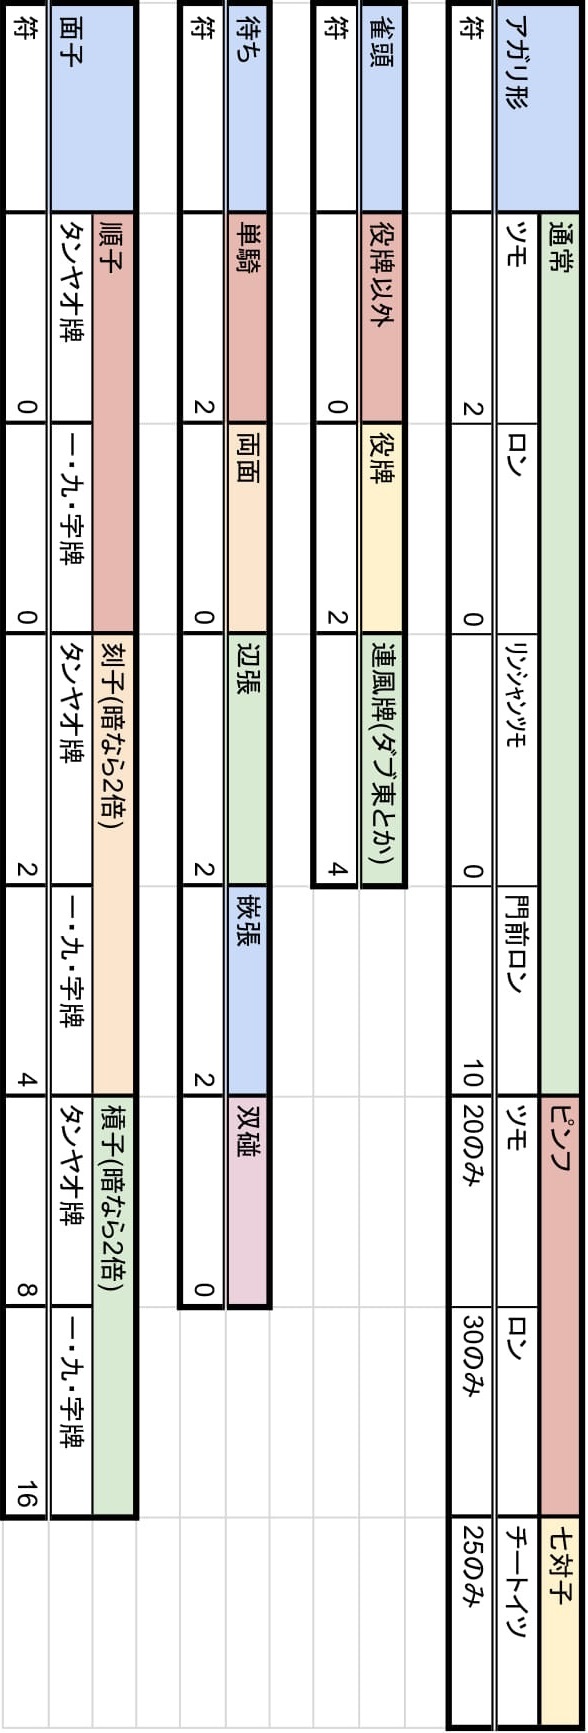 アガリ形 通常 ピンフ 七対子
ツモ ロン リンシャンツモ 門前ロン ツモ ロン チートイツ
符 2 0 0 10 20のみ 30のみ 25のみ
雀頭 役牌以外 役牌 連風牌(ダブ東とか)
符 0 2 4
待ち 単騎 両面 辺張 嵌張 双碰
符 2 0 2 2 0
面子 順子 刻子(暗なら2倍)槓子(暗なら2倍)
タンヤオ牌 一・九・字牌 タンヤオ牌 一・九・字牌 タンヤオ牌 一・九・字牌
符 0 0 2 4 8 16